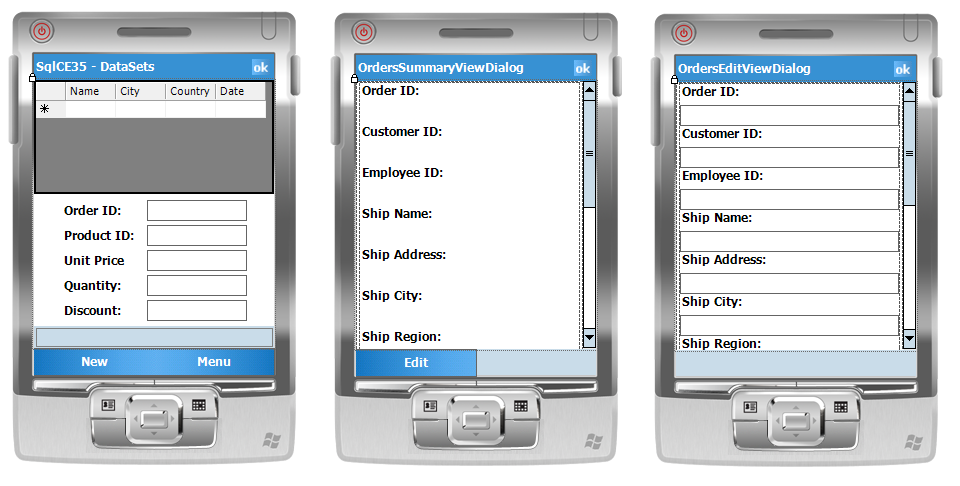 SqlCE35 - DataSets ok
Name City Country Date
Order ID:
Product ID:
Unit Price
Quantity:
Discount:
New Menu
OrdersSummaryViewDialog ok
Order ID:
Customer ID:
Employee ID:
Ship Name:
Ship Address:
Ship City:
Ship Region:
Edit
OrdersEditViewDialog ok
Order ID:
Customer ID:
Employee ID:
Ship Name:
Ship Address:
Ship City:
Ship Region: